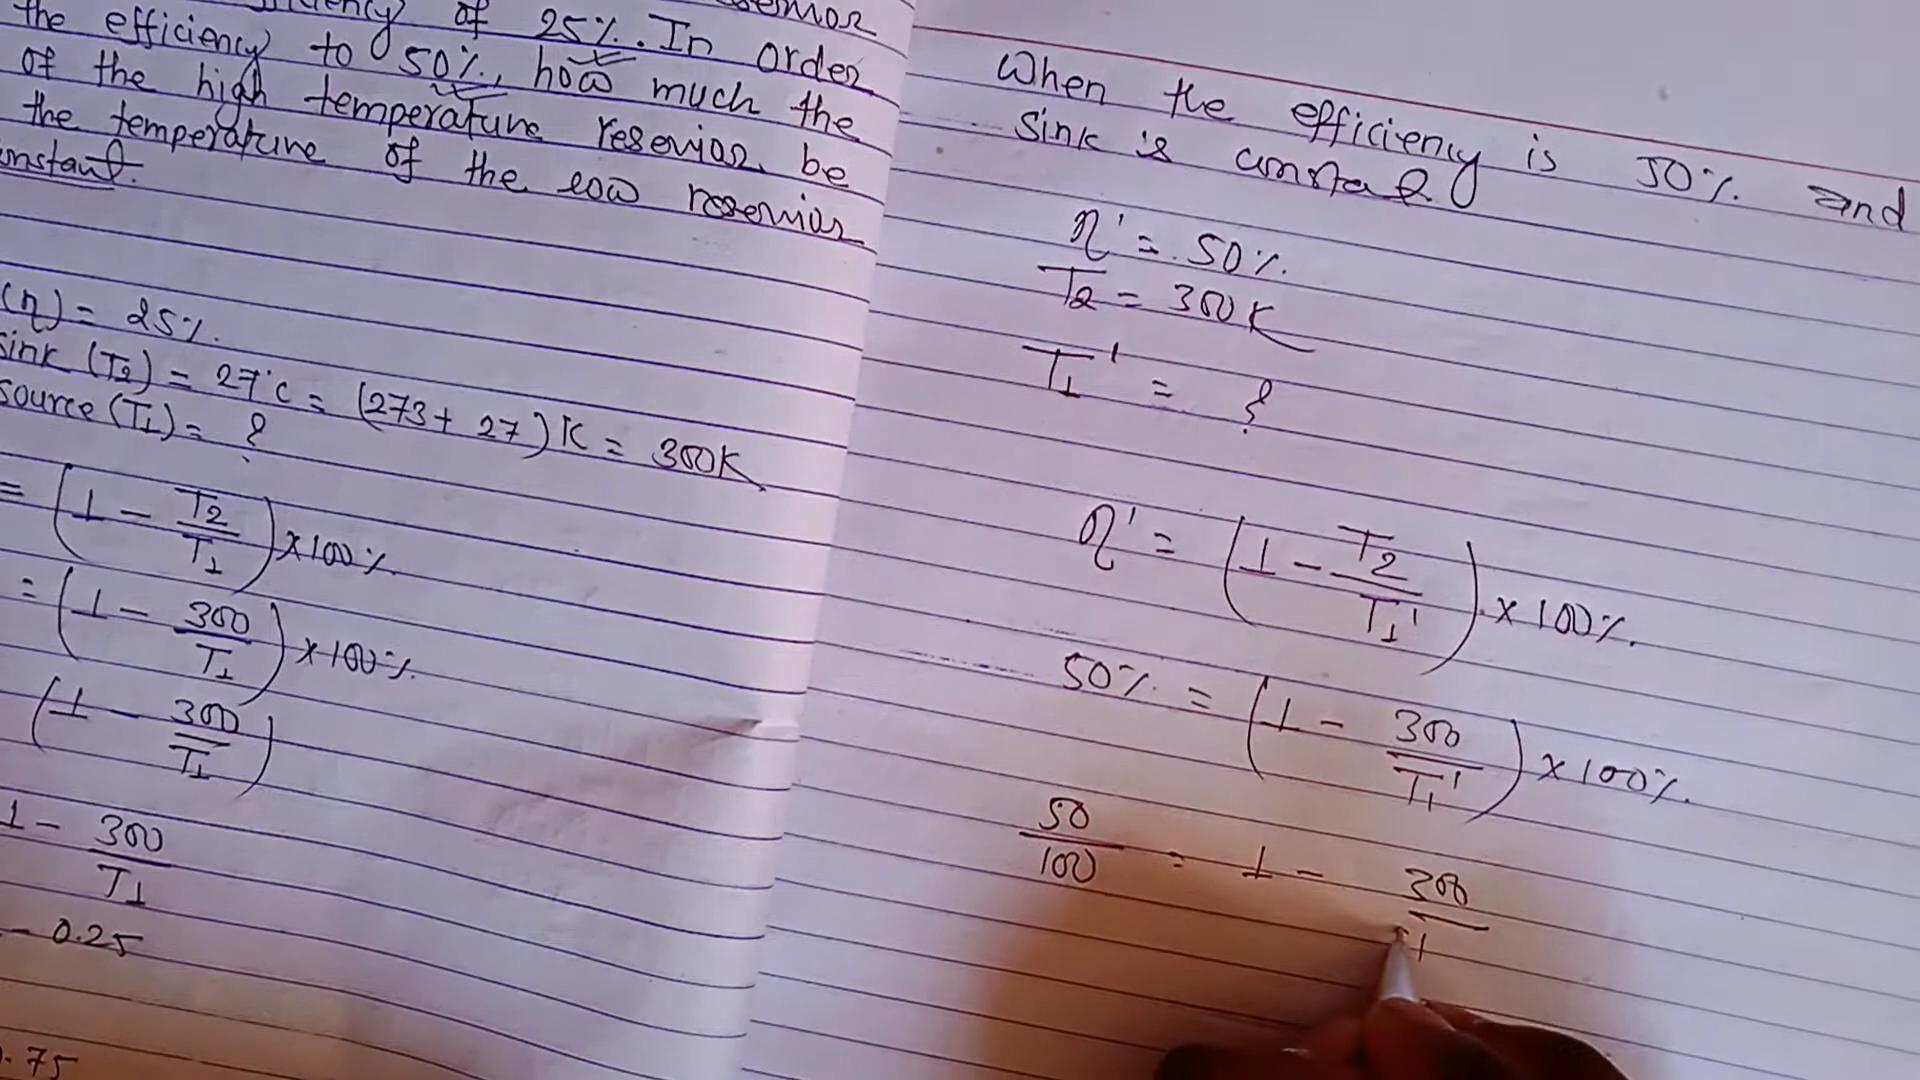 of 25%. In order
the efficiency to 50%, how much the
of the high temperature reservior be
the temperature of the low reservior
(η) = 25%.
sink (T2) = 27°C = (273 + 27) K = 300K
source (T1) = ?
= (1 - T2/T1) × 100%.
= (1 - 300/T1) × 100%.
(1 - 300/T1)
1 - 300/T1
- 0.25
.75
When the efficiency is 50%. and
sink is
η' = 50%.
T2 = 300K
T1' = ?
η' = (1 - T2/T1') × 100%.
50% = (1 - 300/T1') × 100%.
50/100 = 1 - 300/